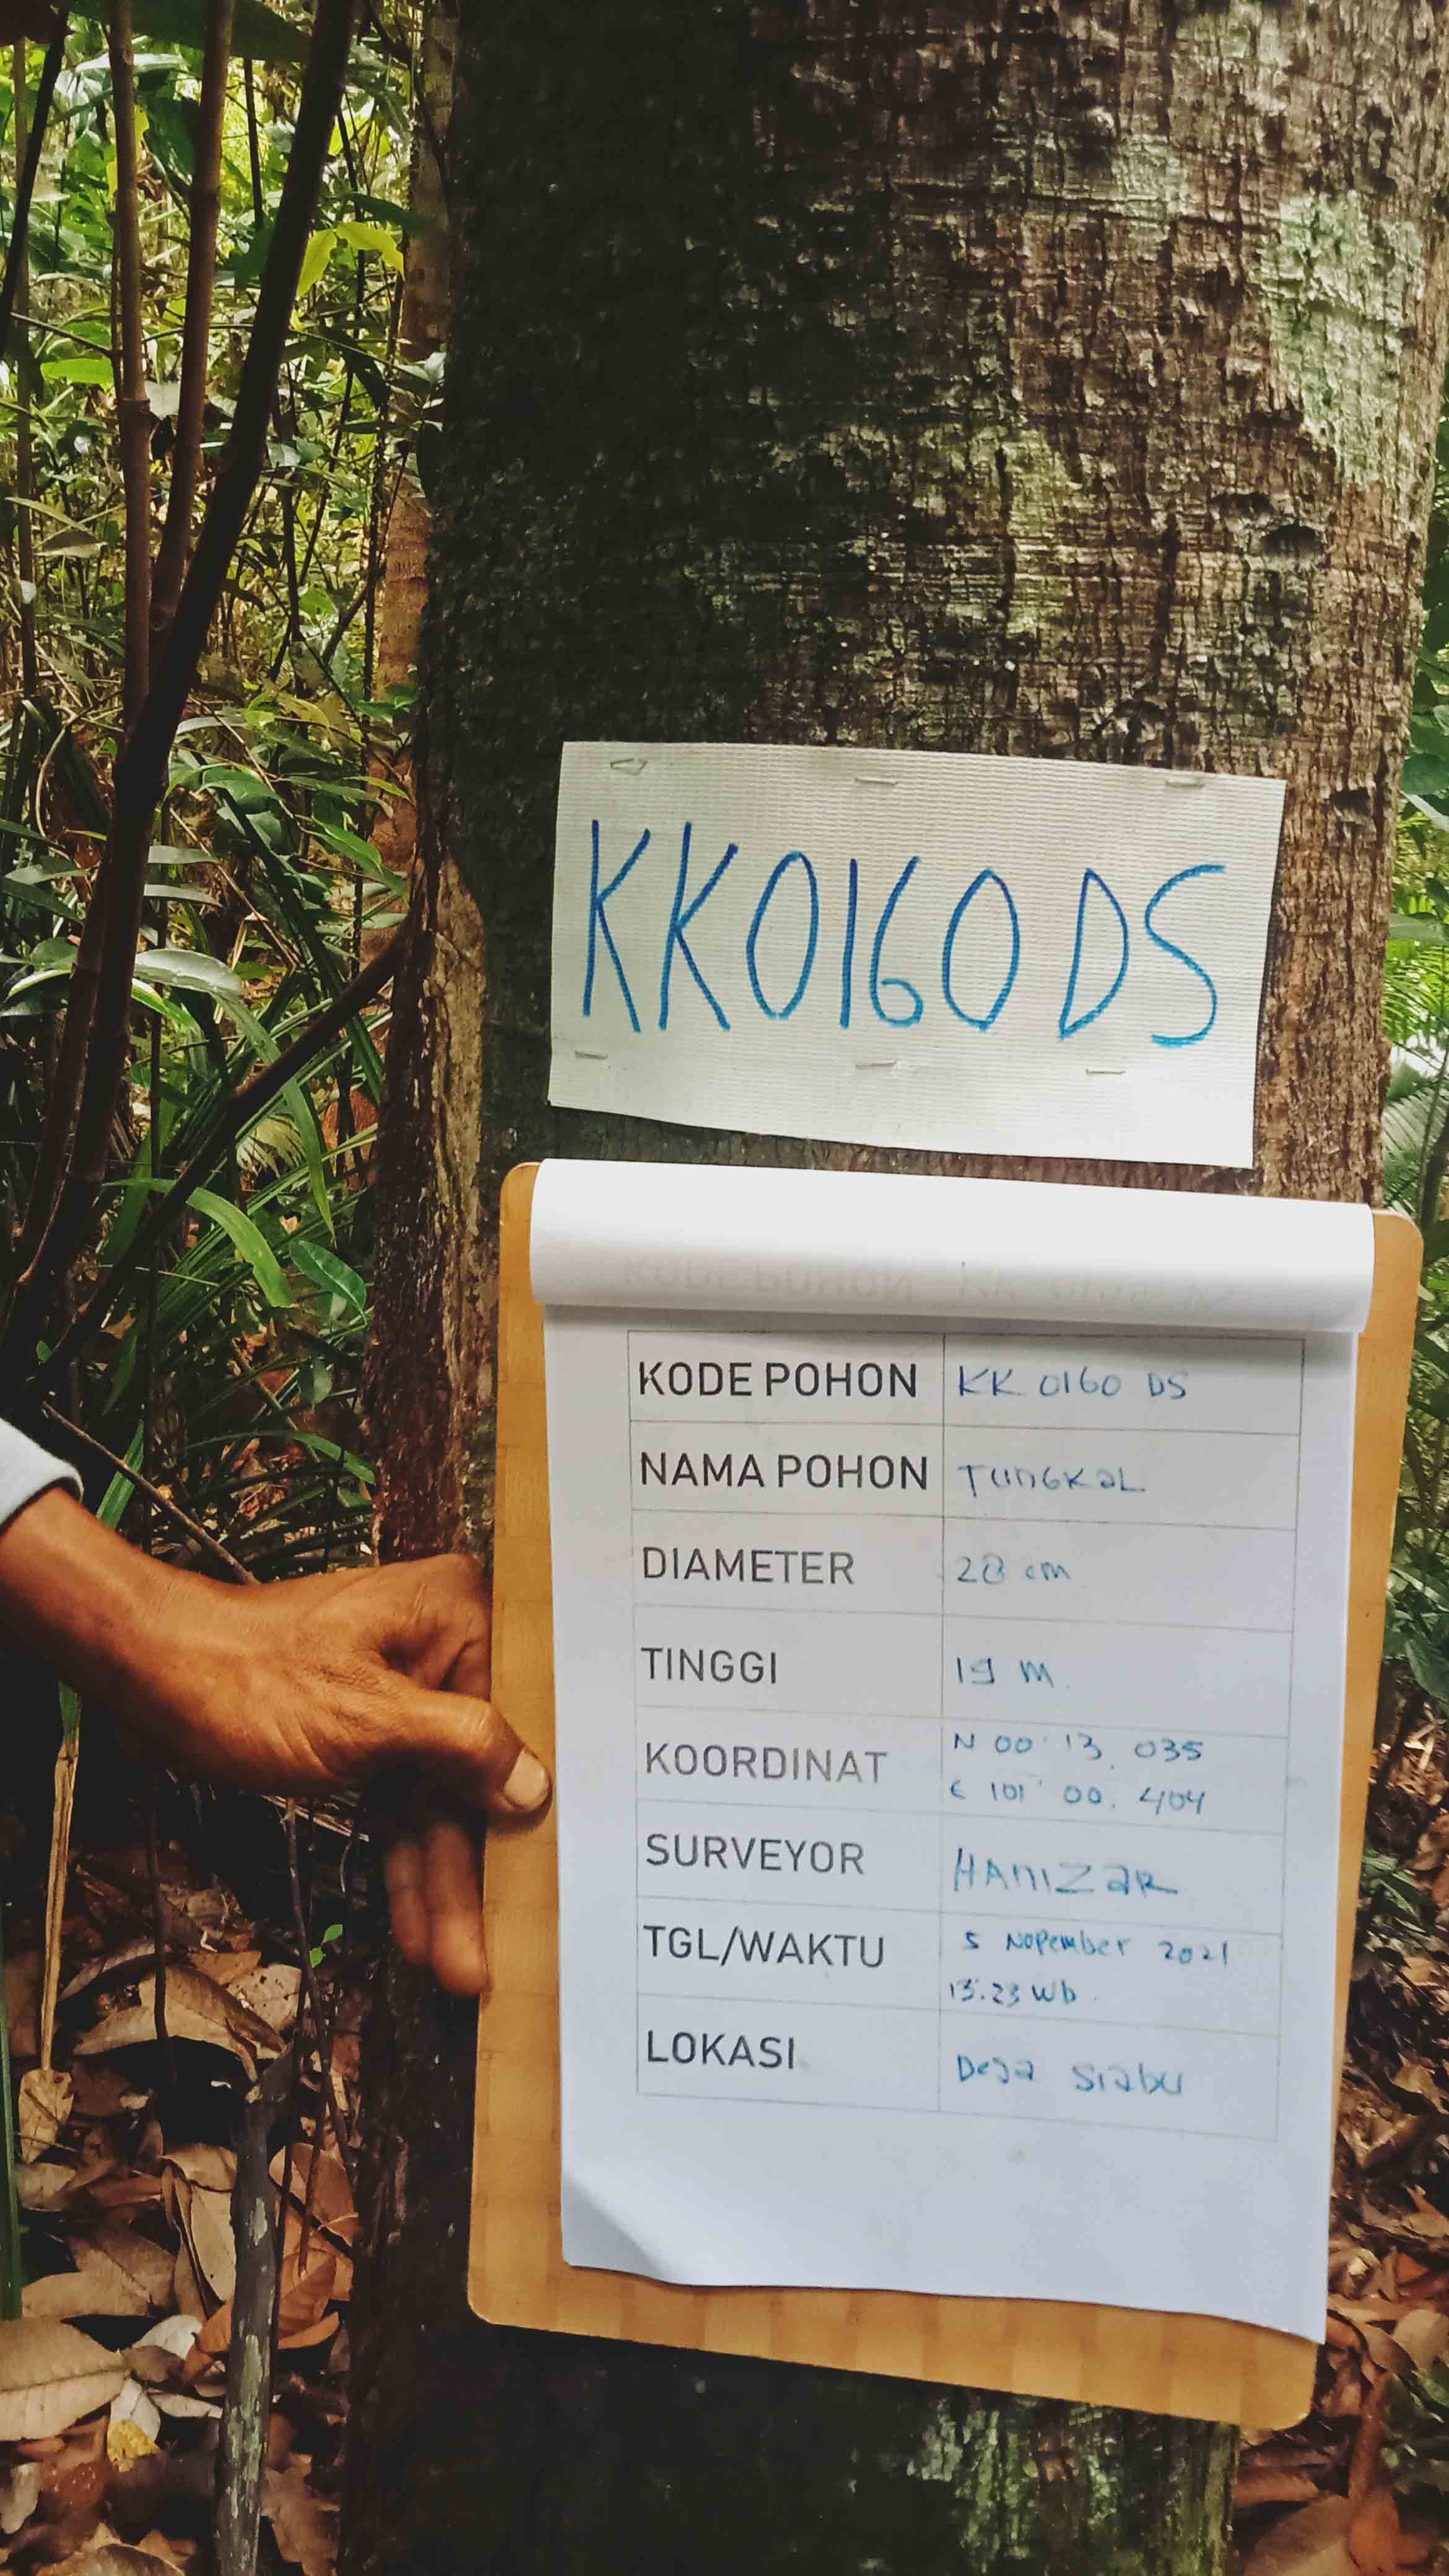 KK0160 DS
KODE POHON KK 0160 DS
NAMA POHON TUNGKAL
DIAMETER 28 cm
TINGGI 19 m
KOORDINAT N 00° 13. 035
E 101° 00. 404
SURVEYOR HANIZAR
TGL/WAKTU 5 Nopember 2021
13:23 Wib
LOKASI Desa Siabu